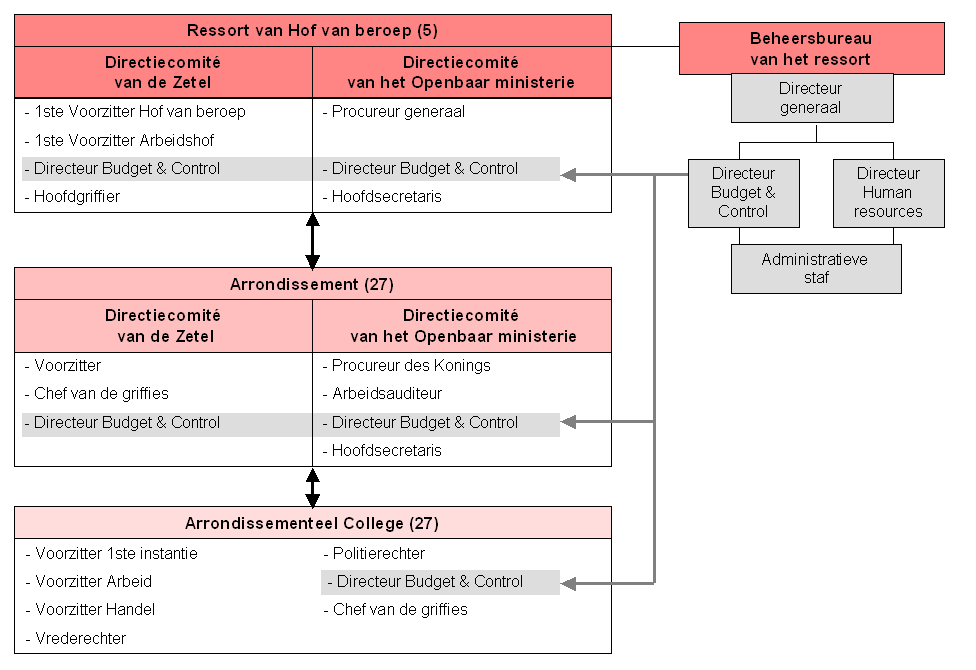 Ressort van Hof van beroep (5)
Directiecomité
van de Zetel
Directiecomité
van het Openbaar ministerie
- 1ste Voorzitter Hof van beroep
- 1ste Voorzitter Arbeidshof
- Directeur Budget & Control
- Hoofdgriffier
- Procureur generaal
- Directeur Budget & Control
- Hoofdsecretaris
Beheersbureau
van het ressort
Directeur
generaal
Directeur
Budget &
Control
Directeur
Human
resources
Administratieve
staf
Arrondissement (27)
Directiecomité
van de Zetel
Directiecomité
van het Openbaar ministerie
- Voorzitter
- Chef van de griffies
- Directeur Budget & Control
- Procureur des Konings
- Arbeidsauditeur
- Directeur Budget & Control
- Hoofdsecretaris
Arrondissementeel College (27)
- Voorzitter 1ste instantie
- Voorzitter Arbeid
- Voorzitter Handel
- Vrederechter
- Politierechter
- Directeur Budget & Control
- Chef van de griffies